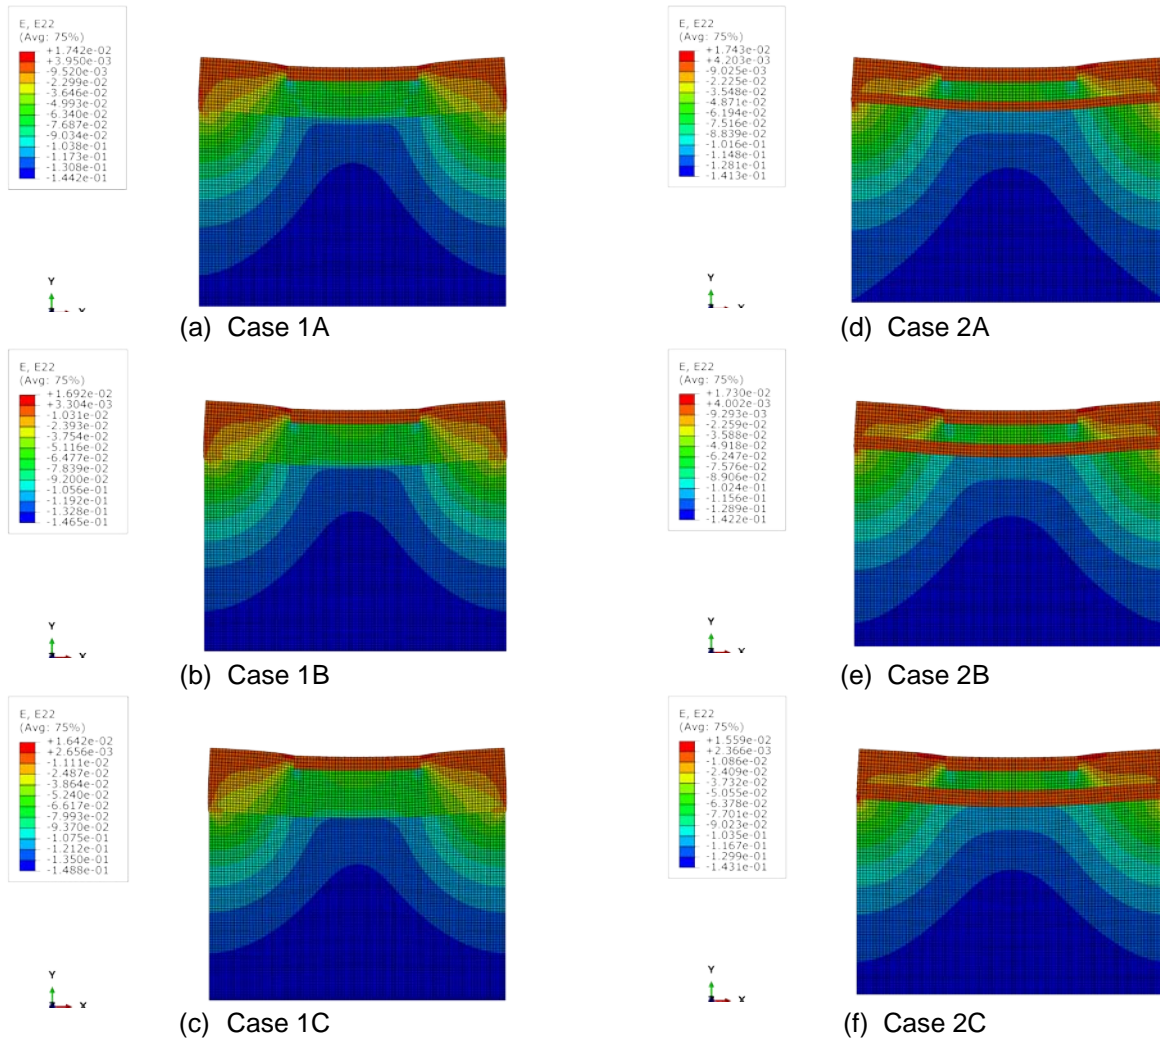 E, E22
(Avg: 75%)
+1.742e-02
+3.950e-03
-9.520e-03
-2.299e-02
-3.646e-02
-4.993e-02
-6.340e-02
-7.687e-02
-9.034e-02
-1.038e-01
-1.173e-01
-1.308e-01
-1.442e-01
Y
X
(a) Case 1A
E, E22
(Avg: 75%)
+1.743e-02
+4.203e-03
-9.025e-03
-2.225e-02
-3.548e-02
-4.871e-02
-6.194e-02
-7.516e-02
-8.839e-02
-1.016e-01
-1.148e-01
-1.281e-01
-1.413e-01
Y
X
(d) Case 2A
E, E22
(Avg: 75%)
+1.692e-02
+3.304e-03
-1.031e-02
-2.393e-02
-3.754e-02
-5.116e-02
-6.477e-02
-7.839e-02
-9.200e-02
-1.056e-01
-1.192e-01
-1.328e-01
-1.465e-01
Y
X
(b) Case 1B
E, E22
(Avg: 75%)
+1.730e-02
+4.002e-03
-9.293e-03
-2.259e-02
-3.588e-02
-4.918e-02
-6.247e-02
-7.576e-02
-8.906e-02
-1.024e-01
-1.156e-01
-1.289e-01
-1.422e-01
Y
X
(e) Case 2B
E, E22
(Avg: 75%)
+1.642e-02
+2.656e-03
-1.111e-02
-2.487e-02
-3.864e-02
-5.240e-02
-6.617e-02
-7.993e-02
-9.370e-02
-1.075e-01
-1.212e-01
-1.350e-01
-1.488e-01
Y
X
(c) Case 1C
E, E22
(Avg: 75%)
+1.559e-02
+2.366e-03
-1.086e-02
-2.409e-02
-3.732e-02
-5.055e-02
-6.378e-02
-7.701e-02
-9.023e-02
-1.035e-01
-1.167e-01
-1.299e-01
-1.431e-01
Y
X
(f) Case 2C